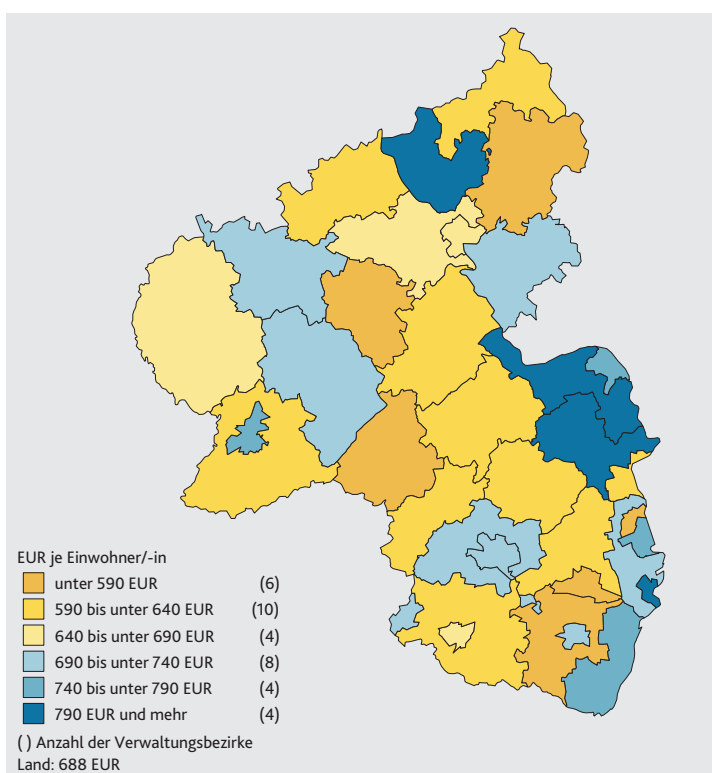 EUR je Einwohner/-in
unter 590 EUR (6)
590 bis unter 640 EUR (10)
640 bis unter 690 EUR (4)
690 bis unter 740 EUR (8)
740 bis unter 790 EUR (4)
790 EUR und mehr (4)
( ) Anzahl der Verwaltungsbezirke
Land: 688 EUR